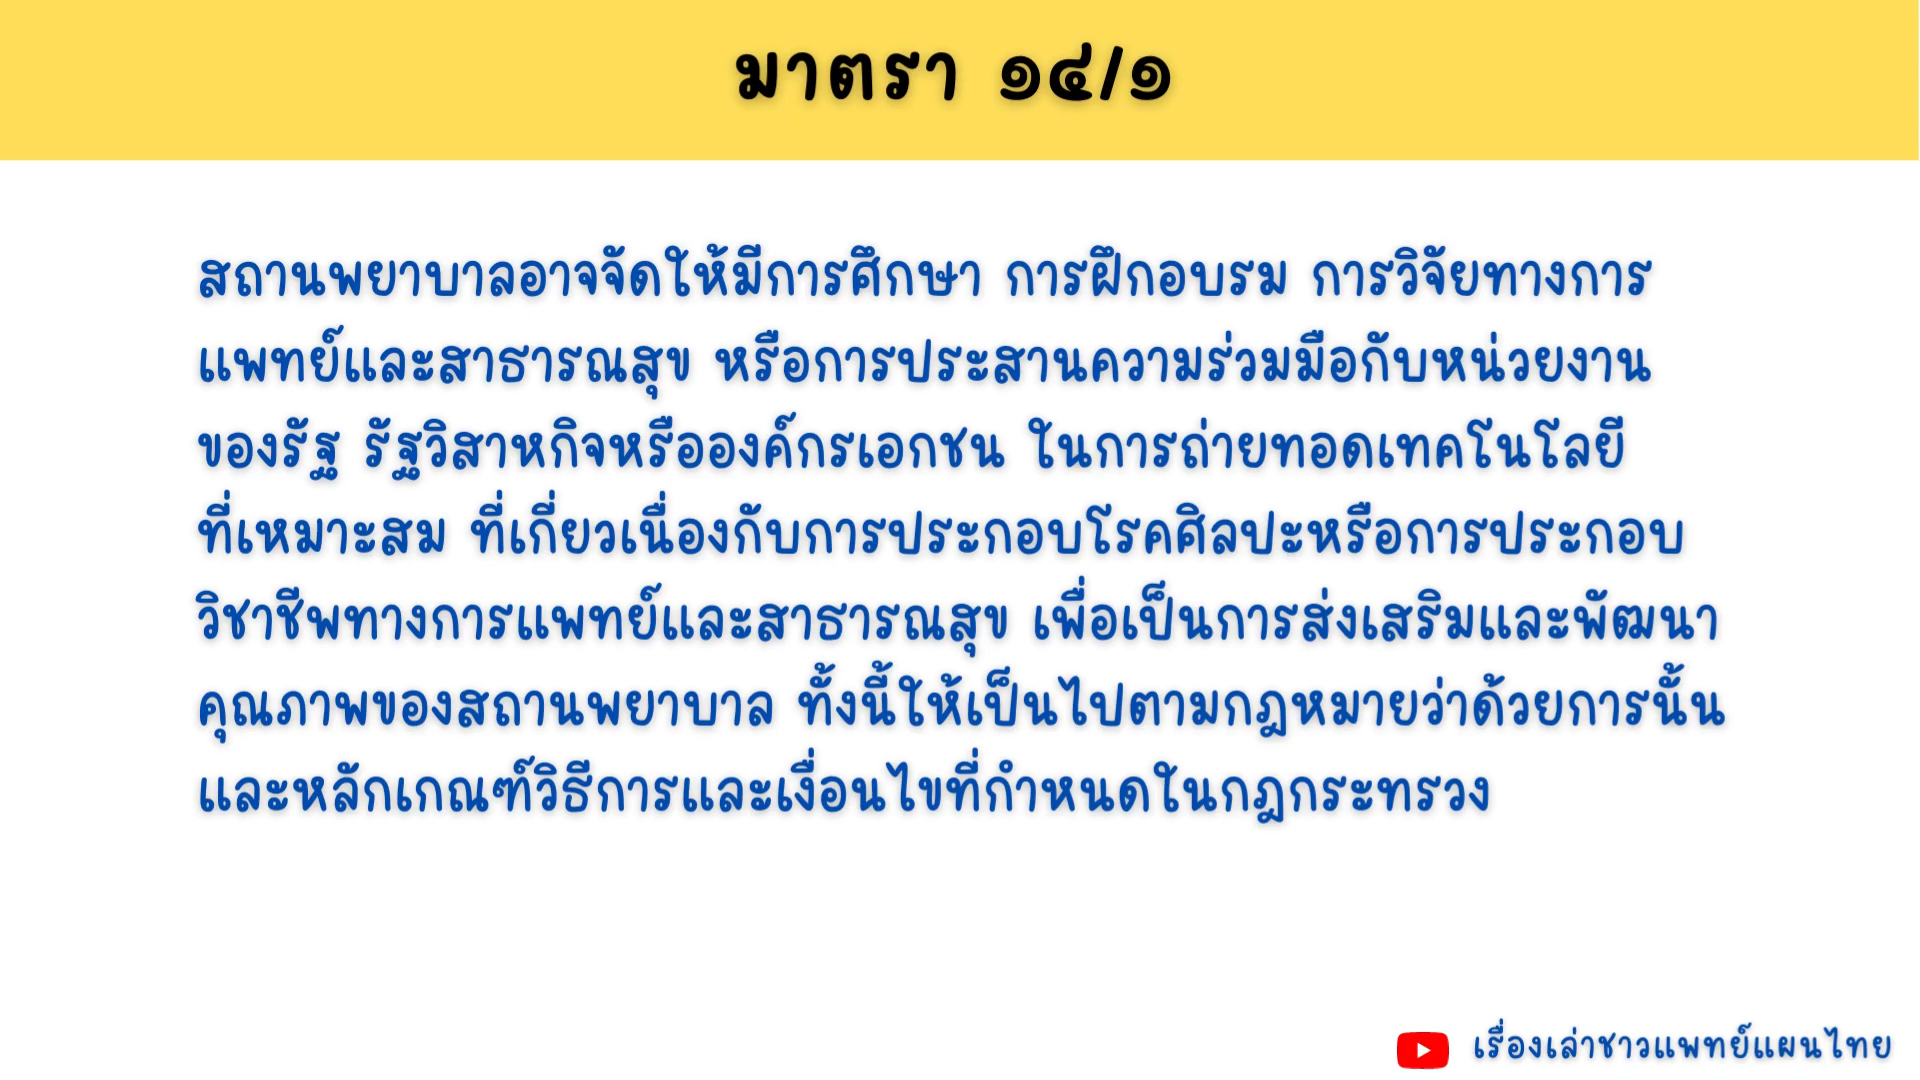 มาตรา ๑๔/๑
สถานพยาบาลอาจจัดให้มีการศึกษา การฝึกอบรม การวิจัยทางการ
แพทย์และสาธารณสุข หรือการประสานความร่วมมือกับหน่วยงาน
ของรัฐ รัฐวิสาหกิจหรือองค์กรเอกชน ในการถ่ายทอดเทคโนโลยี
ที่เหมาะสม ที่เกี่ยวเนื่องกับการประกอบโรคศิลปะหรือการประกอบ
วิชาชีพทางการแพทย์และสาธารณสุข เพื่อเป็นการส่งเสริมและพัฒนา
คุณภาพของสถานพยาบาล ทั้งนี้ให้เป็นไปตามกฎหมายว่าด้วยการนั้น
และหลักเกณฑ์วิธีการและเงื่อนไขที่กำหนดในกฎกระทรวง
เรื่องเล่าชาวแพทย์แผนไทย